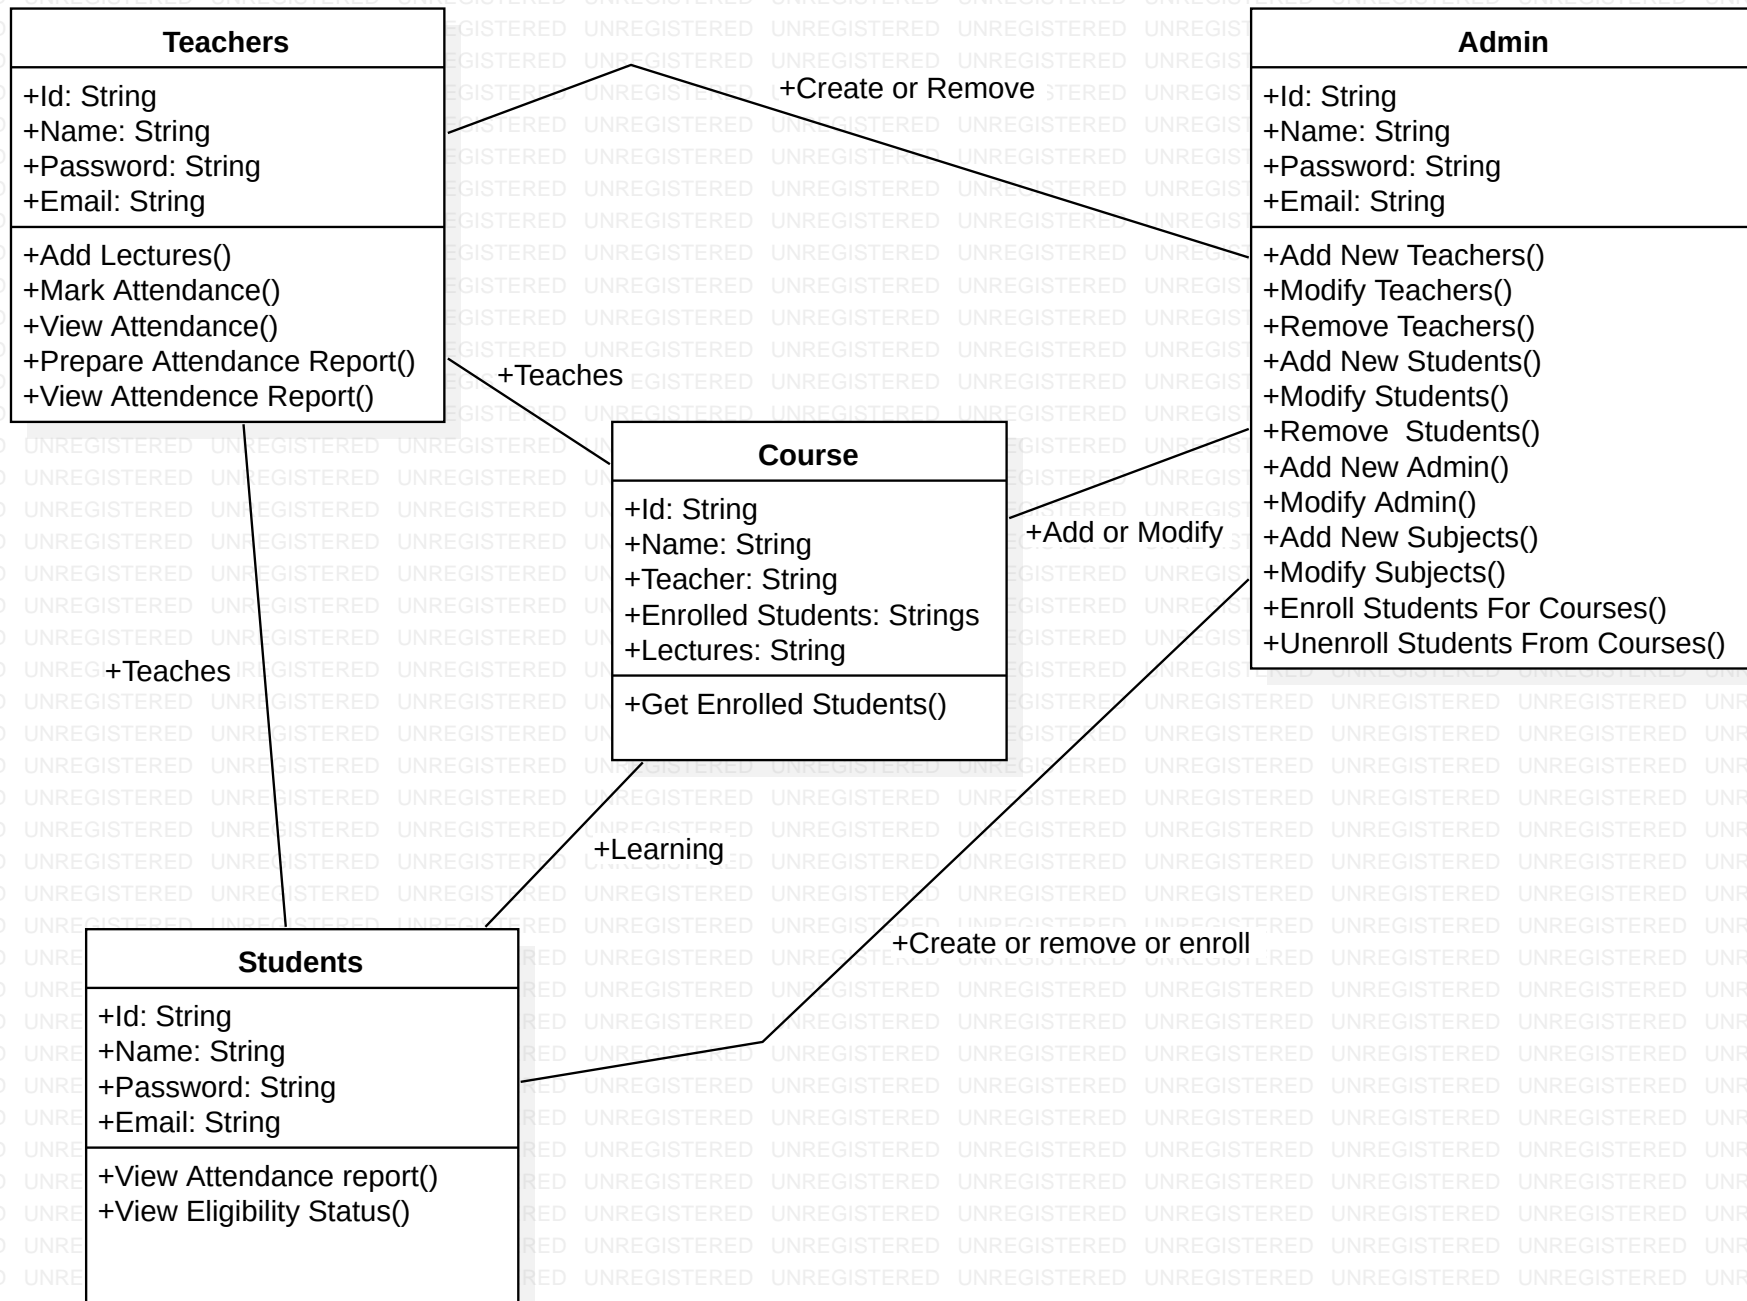 Teachers
+Id: String
+Name: String
+Password: String
+Email: String
+Add Lectures()
+Mark Attendance()
+View Attendance()
+Prepare Attendance Report()
+View Attendence Report()
+Create or Remove
Admin
+Id: String
+Name: String
+Password: String
+Email: String
+Add New Teachers()
+Modify Teachers()
+Remove Teachers()
+Add New Students()
+Modify Students()
+Remove  Students()
+Add New Admin()
+Modify Admin()
+Add New Subjects()
+Modify Subjects()
+Enroll Students For Courses()
+Unenroll Students From Courses()
+Teaches
Course
+Id: String
+Name: String
+Teacher: String
+Enrolled Students: Strings
+Lectures: String
+Get Enrolled Students()
+Add or Modify
+Teaches
+Learning
+Create or remove or enroll
Students
+Id: String
+Name: String
+Password: String
+Email: String
+View Attendance report()
+View Eligibility Status()
UNREGISTERED